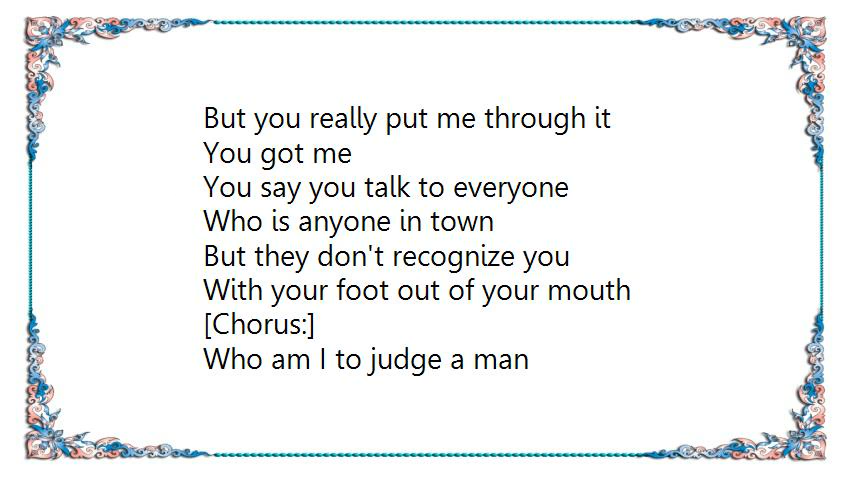 But you really put me through it
You got me
You say you talk to everyone
Who is anyone in town
But they don't recognize you
With your foot out of your mouth
[Chorus:]
Who am I to judge a man